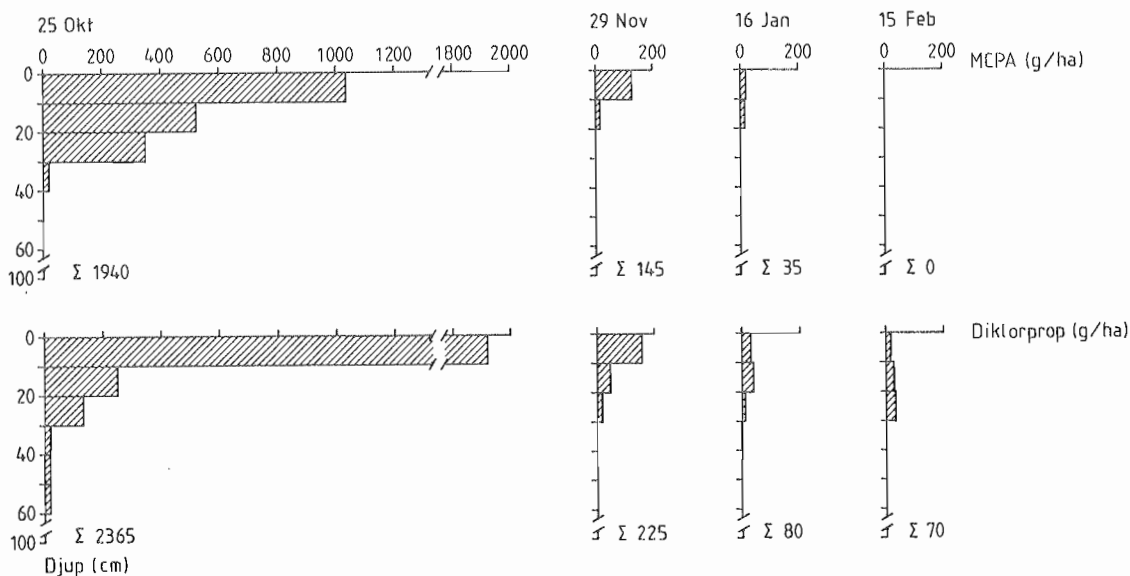 25 Okt 29 Nov 16 Jan 15 Feb
0 200 400 600 800 1000 1200 1800 2000 0 200 0 200 0 200 MCPA (g/ha)
0
20
40
60
100 Σ 1940 Σ 145 Σ 35 Σ 0
0 Diklorprop (g/ha)
20
40
60
100 Σ 2365 Σ 225 Σ 80 Σ 70
Djup (cm)